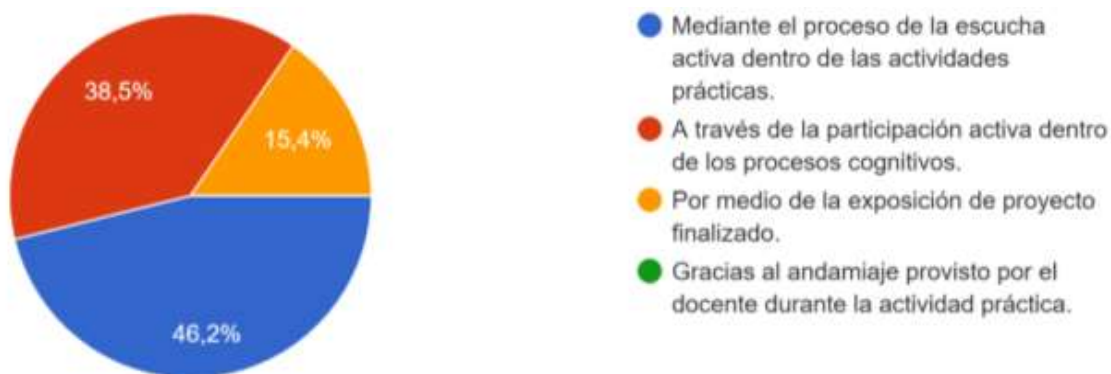 38,5%
15,4%
46,2%
Mediante el proceso de la escucha
activa dentro de las actividades
prácticas.
A través de la participación activa dentro
de los procesos cognitivos.
Por medio de la exposición de proyecto
finalizado.
Gracias al andamiaje provisto por el
docente durante la actividad práctica.